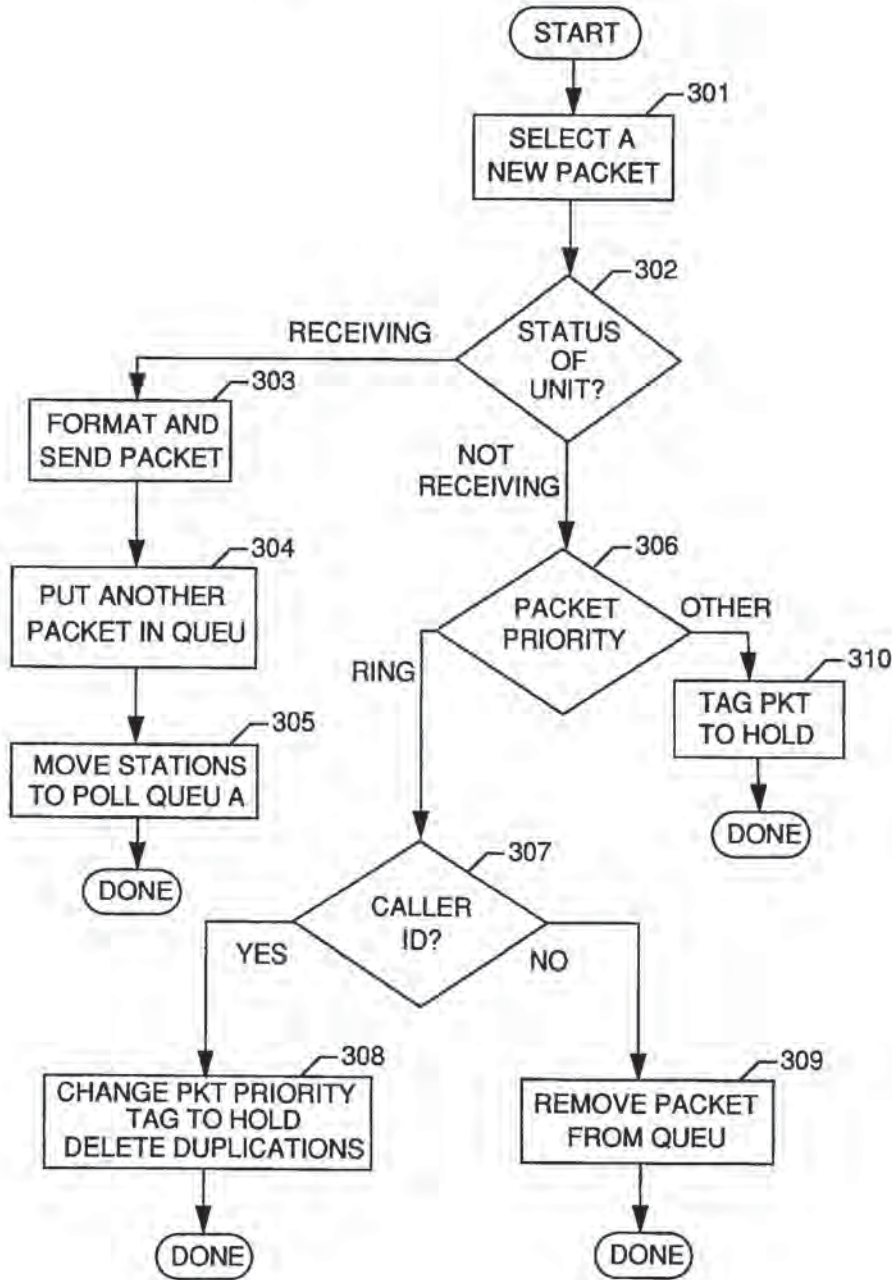 START
301
SELECT A
NEW PACKET
302
STATUS
OF
UNIT?
RECEIVING
303
FORMAT AND
SEND PACKET
NOT
RECEIVING
304
PUT ANOTHER
PACKET IN QUEU
306
PACKET
PRIORITY
OTHER
RING
310
TAG PKT
TO HOLD
305
MOVE STATIONS
TO POLL QUEU A
DONE
DONE
307
CALLER
ID?
YES
NO
308
CHANGE PKT PRIORITY
TAG TO HOLD
DELETE DUPLICATIONS
309
REMOVE PACKET
FROM QUEU
DONE
DONE